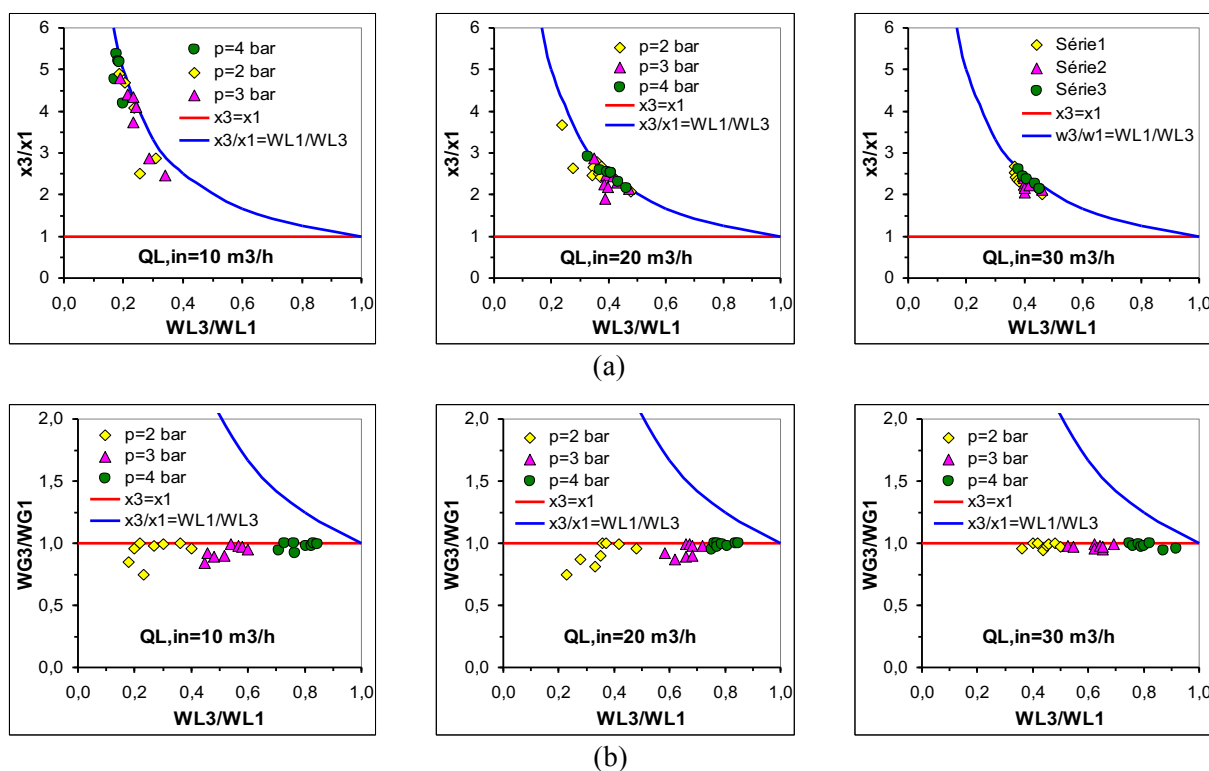 6
5
4
3
2
1
0
x3/x1
p=4 bar
p=2 bar
p=3 bar
x3=x1
x3/x1=WL1/WL3
QL,in=10 m3/h
0,0 0,2 0,4 0,6 0,8 1,0
WL3/WL1
6
5
4
3
2
1
0
x3/x1
p=2 bar
p=3 bar
p=4 bar
x3=x1
x3/x1=WL1/WL3
QL,in=20 m3/h
0,0 0,2 0,4 0,6 0,8 1,0
WL3/WL1
6
5
4
3
2
1
0
x3/x1
Série1
Série2
Série3
x3=x1
w3/w1=WL1/WL3
QL,in=30 m3/h
0,0 0,2 0,4 0,6 0,8 1,0
WL3/WL1
(a)
2,0
1,5
1,0
0,5
0,0
WG3/WG1
p=2 bar
p=3 bar
p=4 bar
x3=x1
x3/x1=WL1/WL3
QL,in=10 m3/h
0,0 0,2 0,4 0,6 0,8 1,0
WL3/WL1
2,0
1,5
1,0
0,5
0,0
WG3/WG1
p=2 bar
p=3 bar
p=4 bar
x3=x1
x3/x1=WL1/WL3
QL,in=20 m3/h
0,0 0,2 0,4 0,6 0,8 1,0
WL3/WL1
2,0
1,5
1,0
0,5
0,0
WG3/WG1
p=2 bar
p=3 bar
p=4 bar
x3=x1
x3/x1=WL1/WL3
QL,in=30 m3/h
0,0 0,2 0,4 0,6 0,8 1,0
WL3/WL1
(b)